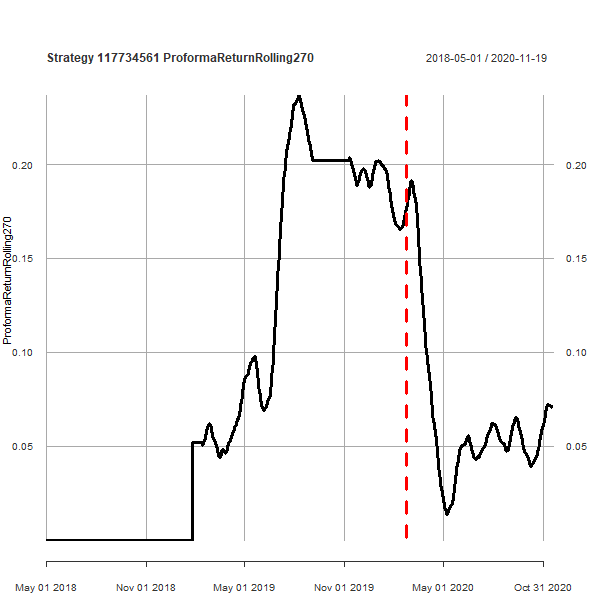 Strategy 117734561 ProformaReturnRolling270 2018-05-01 / 2020-11-19
0.20 0.20
0.15 0.15
0.10 0.10
0.05 0.05
ProformaReturnRolling270
May 01 2018 Nov 01 2018 May 01 2019 Nov 01 2019 May 01 2020 Oct 31 2020